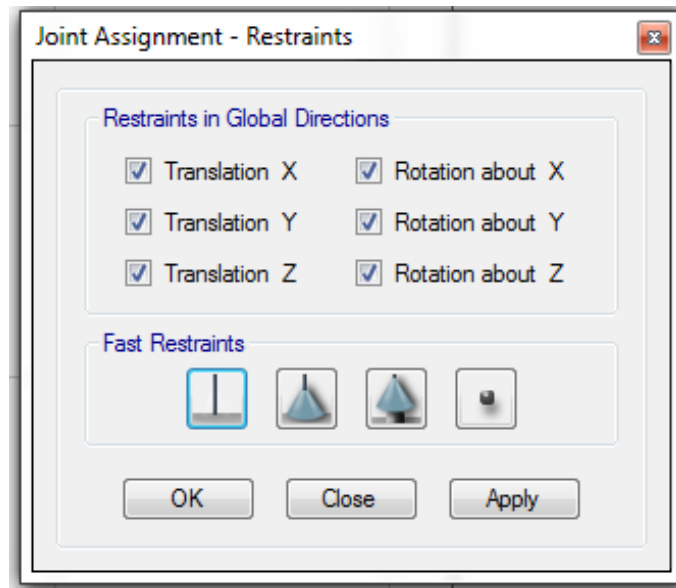 Joint Assignment - Restraints
Restraints in Global Directions
Translation X Rotation about X
Translation Y Rotation about Y
Translation Z Rotation about Z
Fast Restraints
OK Close Apply